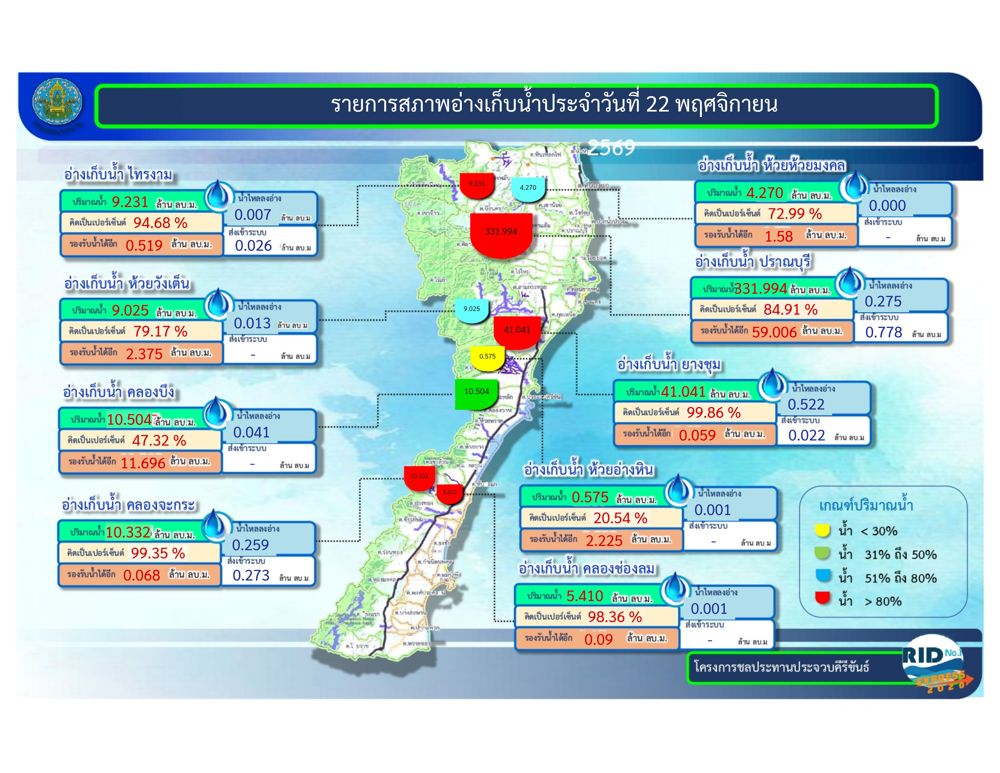 รายการสภาพอ่างเก็บน้ำประจำวันที่ 22 พฤศจิกายน
2569
อ่างเก็บน้ำ ไทรงาม
ปริมาณน้ำ 9.231 ล้าน ลบ.ม.
คิดเป็นเปอร์เซ็นต์ 94.68 %
รองรับน้ำได้อีก 0.519 ล้าน ลบ.ม.
น้ำไหลลงอ่าง
0.007 ล้าน ลบ.ม
ส่งเข้าระบบ
0.026 ล้าน ลบ.ม
อ่างเก็บน้ำ ห้วยวังเต็น
ปริมาณน้ำ 9.025 ล้าน ลบ.ม.
คิดเป็นเปอร์เซ็นต์ 79.17 %
รองรับน้ำได้อีก 2.375 ล้าน ลบ.ม.
น้ำไหลลงอ่าง
0.013 ล้าน ลบ.ม
ส่งเข้าระบบ
- ล้าน ลบ.ม
อ่างเก็บน้ำ คลองบึง
ปริมาณน้ำ 10.504 ล้าน ลบ.ม.
คิดเป็นเปอร์เซ็นต์ 47.32 %
รองรับน้ำได้อีก 11.696 ล้าน ลบ.ม.
น้ำไหลลงอ่าง
0.041
ส่งเข้าระบบ
- ล้าน ลบ.ม
อ่างเก็บน้ำ คลองจะกระ
ปริมาณน้ำ 10.332 ล้าน ลบ.ม.
คิดเป็นเปอร์เซ็นต์ 99.35 %
รองรับน้ำได้อีก 0.068 ล้าน ลบ.ม.
น้ำไหลลงอ่าง
0.259
ส่งเข้าระบบ
0.273 ล้าน ลบ.ม
9.231
4.270
331.994
9.025
41.041
0.575
10.504
10.332
5.410
อ่างเก็บน้ำ ห้วยห้วยมงคล
ปริมาณน้ำ 4.270 ล้าน ลบ.ม.
คิดเป็นเปอร์เซ็นต์ 72.99 %
รองรับน้ำได้อีก 1.58 ล้าน ลบ.ม.
น้ำไหลลงอ่าง
0.000
ส่งเข้าระบบ
- ล้าน ลบ.ม
อ่างเก็บน้ำ ปราณบุรี
ปริมาณน้ำ 331.994 ล้าน ลบ.ม.
คิดเป็นเปอร์เซ็นต์ 84.91 %
รองรับน้ำได้อีก 59.006 ล้าน ลบ.ม.
น้ำไหลลงอ่าง
0.275
ส่งเข้าระบบ
0.778 ล้าน ลบ.ม
อ่างเก็บน้ำ ยางชุม
ปริมาณน้ำ 41.041 ล้าน ลบ.ม.
คิดเป็นเปอร์เซ็นต์ 99.86 %
รองรับน้ำได้อีก 0.059 ล้าน ลบ.ม.
น้ำไหลลงอ่าง
0.522
ส่งเข้าระบบ
0.022 ล้าน ลบ.ม
อ่างเก็บน้ำ ห้วยอ่างหิน
ปริมาณน้ำ 0.575 ล้าน ลบ.ม.
คิดเป็นเปอร์เซ็นต์ 20.54 %
รองรับน้ำได้อีก 2.225 ล้าน ลบ.ม.
น้ำไหลลงอ่าง
0.001
ส่งเข้าระบบ
- ล้าน ลบ.ม
อ่างเก็บน้ำ คลองช่องลม
ปริมาณน้ำ 5.410 ล้าน ลบ.ม.
คิดเป็นเปอร์เซ็นต์ 98.36 %
รองรับน้ำได้อีก 0.09 ล้าน ลบ.ม.
น้ำไหลลงอ่าง
0.001
ส่งเข้าระบบ
- ล้าน ลบ.ม
เกณฑ์ปริมาณน้ำ
น้ำ < 30%
น้ำ 31% ถึง 50%
น้ำ 51% ถึง 80%
น้ำ > 80%
โครงการชลประทานประจวบคีรีขันธ์
RID No.1
EXPRESS
2020